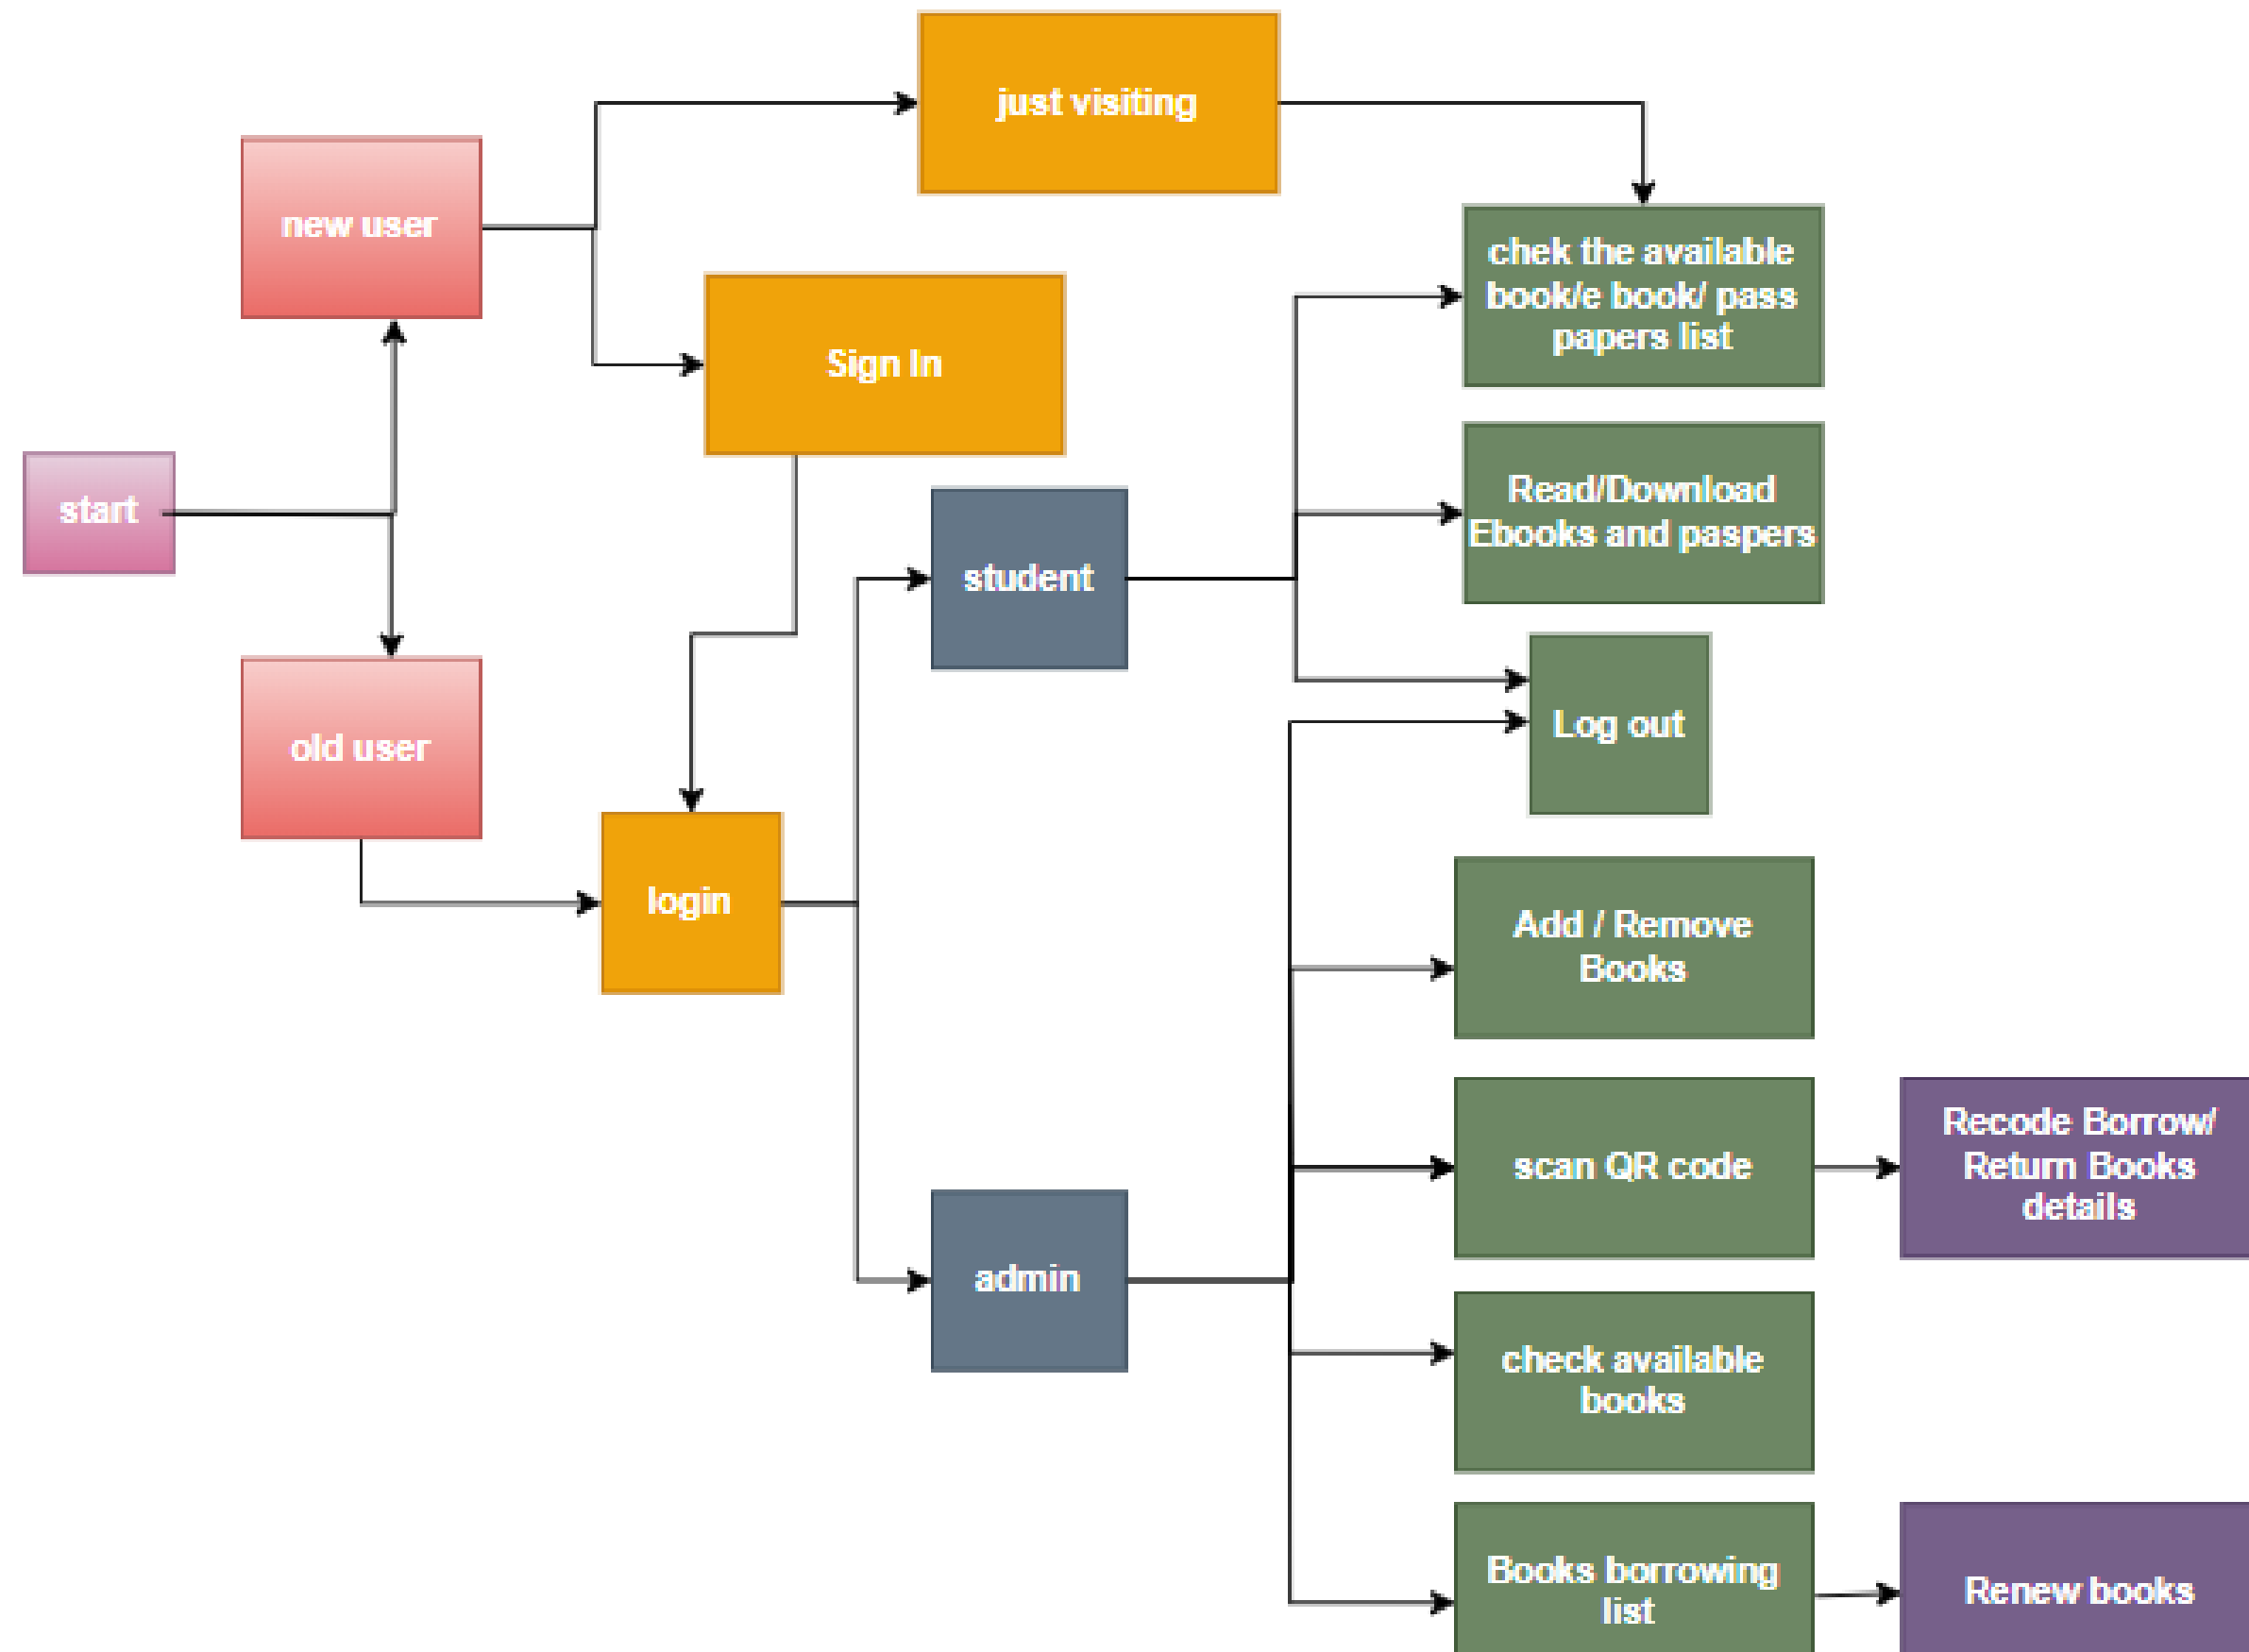 just visiting
new user
chek the available
book/e book/ pass
papers list
Sign In
Read/Download
Ebooks and paspers
start
student
Log out
old user
login
Add / Remove
Books
scan QR code
Recode Borrow/
Return Books
details
admin
check available
books
Books borrowing
list
Renew books